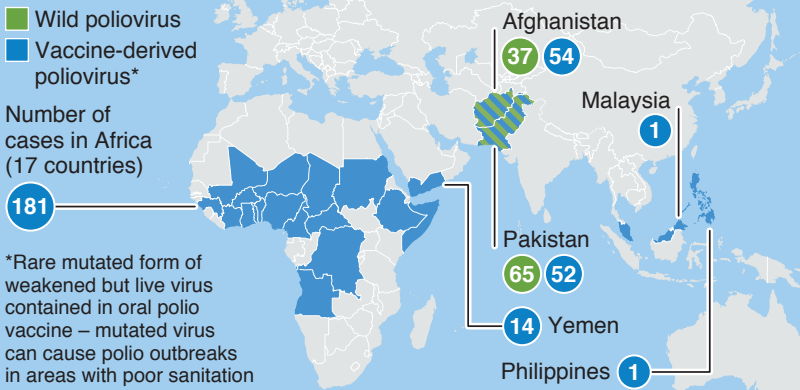 Wild poliovirus
Vaccine-derived
poliovirus*
Number of
cases in Africa
(17 countries)
181
*Rare mutated form of
weakened but live virus
contained in oral polio
vaccine – mutated virus
can cause polio outbreaks
in areas with poor sanitation
Afghanistan
37 54
Malaysia
1
Pakistan
65 52
14 Yemen
Philippines 1